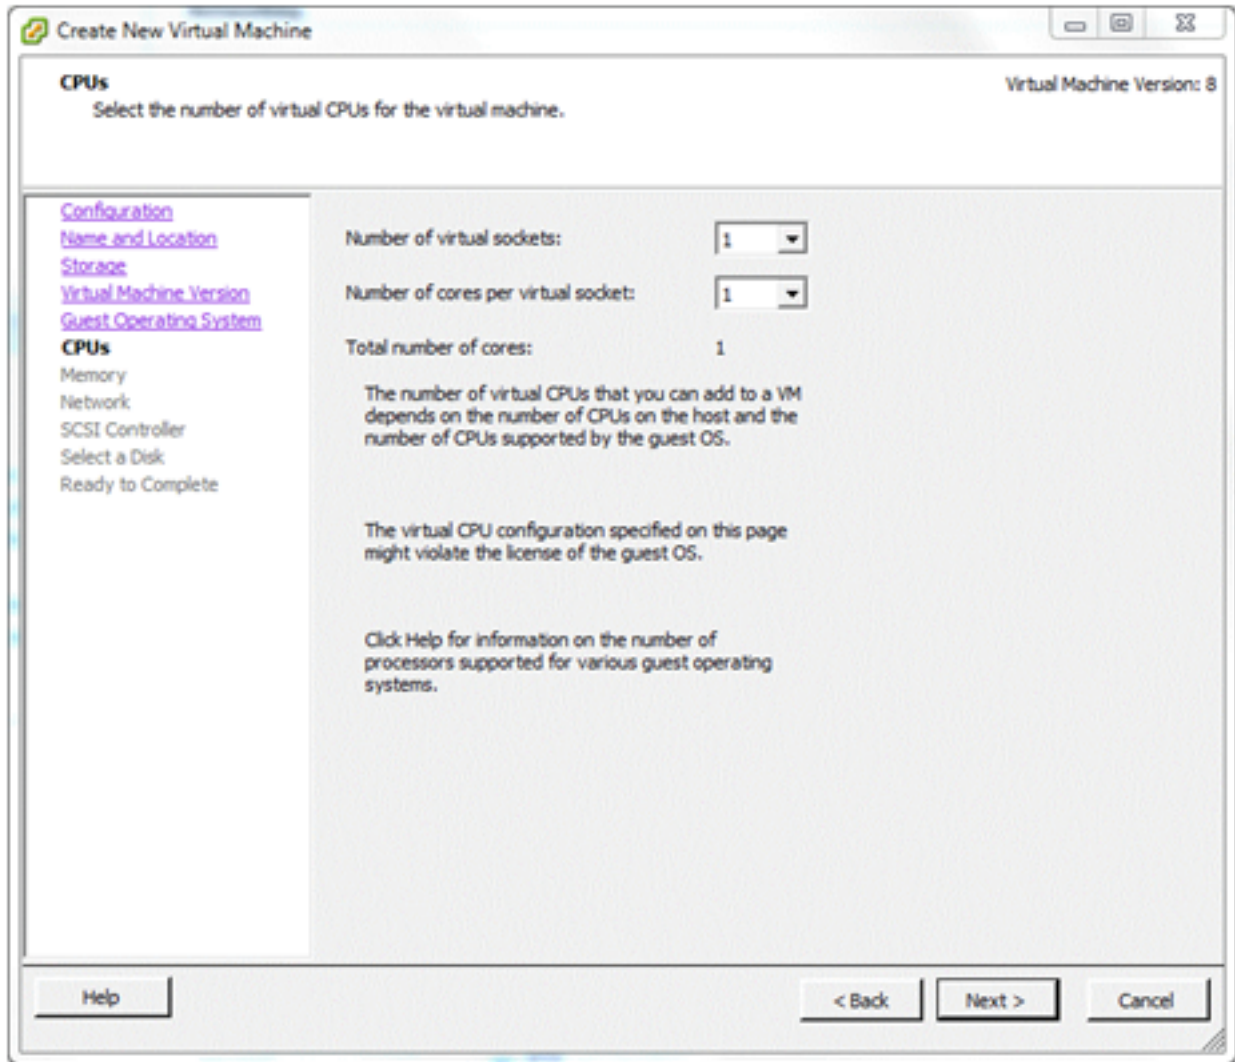 Create New Virtual Machine
CPUs
Virtual Machine Version: 8
Select the number of virtual CPUs for the virtual machine.
Configuration
Name and Location
Storage
Virtual Machine Version
Guest Operating System
CPUs
Memory
Network
SCSI Controller
Select a Disk
Ready to Complete
Number of virtual sockets: 1
Number of cores per virtual socket: 1
Total number of cores: 1
The number of virtual CPUs that you can add to a VM
depends on the number of CPUs on the host and the
number of CPUs supported by the guest OS.
The virtual CPU configuration specified on this page
might violate the license of the guest OS.
Click Help for information on the number of
processors supported for various guest operating
systems.
Help
< Back
Next >
Cancel